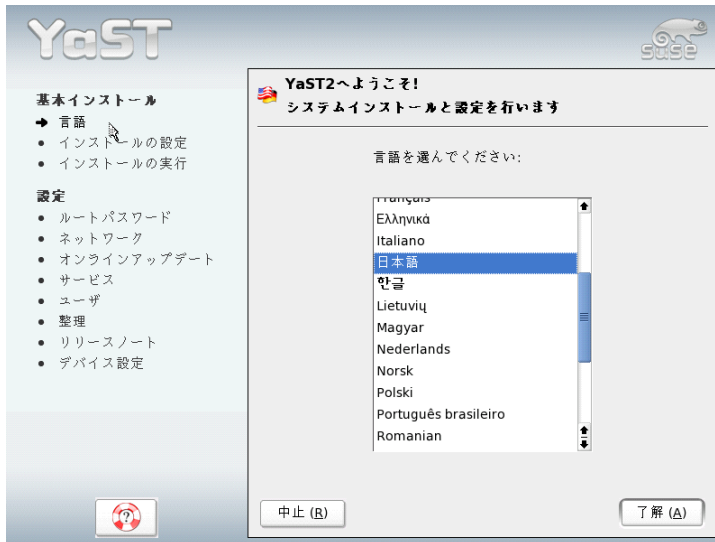 YaST
SUSE
基本インストール
言語
インストールの設定
インストールの実行
設定
ルートパスワード
ネットワーク
オンラインアップデート
サービス
ユーザ
整理
リリースノート
デバイス設定
YaST2へようこそ!
システムインストールと設定を行います
言語を選んでください:
Français
Ελληνικά
Italiano
日本語
한글
Lietuvių
Magyar
Nederlands
Norsk
Polski
Português brasileiro
Romanian
中止 (R)
了解 (A)